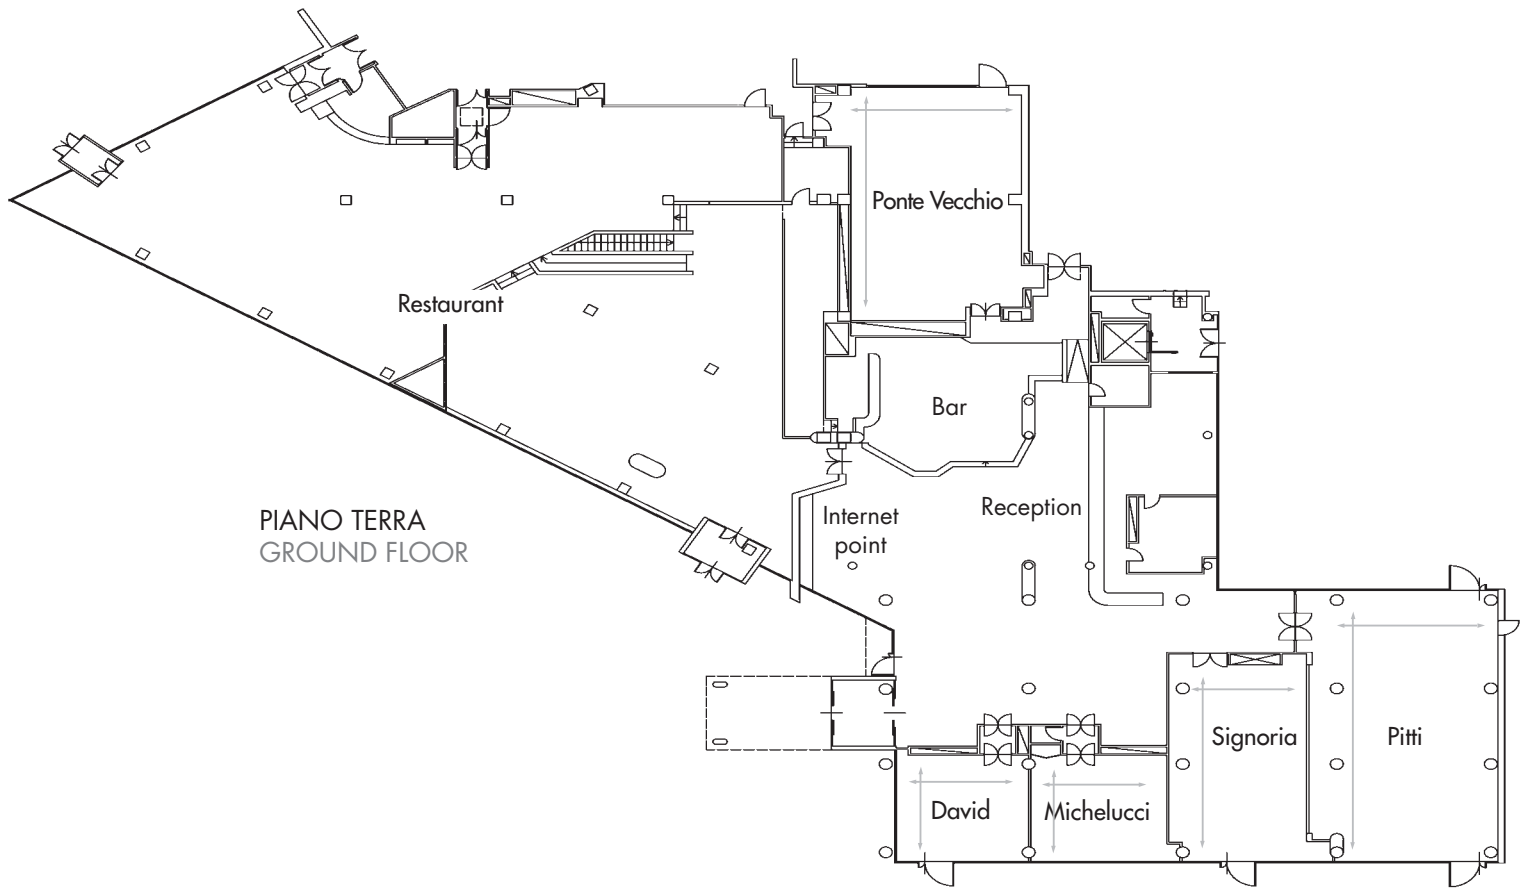 Ponte Vecchio
Restaurant
Bar
PIANO TERRA
GROUND FLOOR
Internet
point
Reception
Signoria
Pitti
David
Michelucci